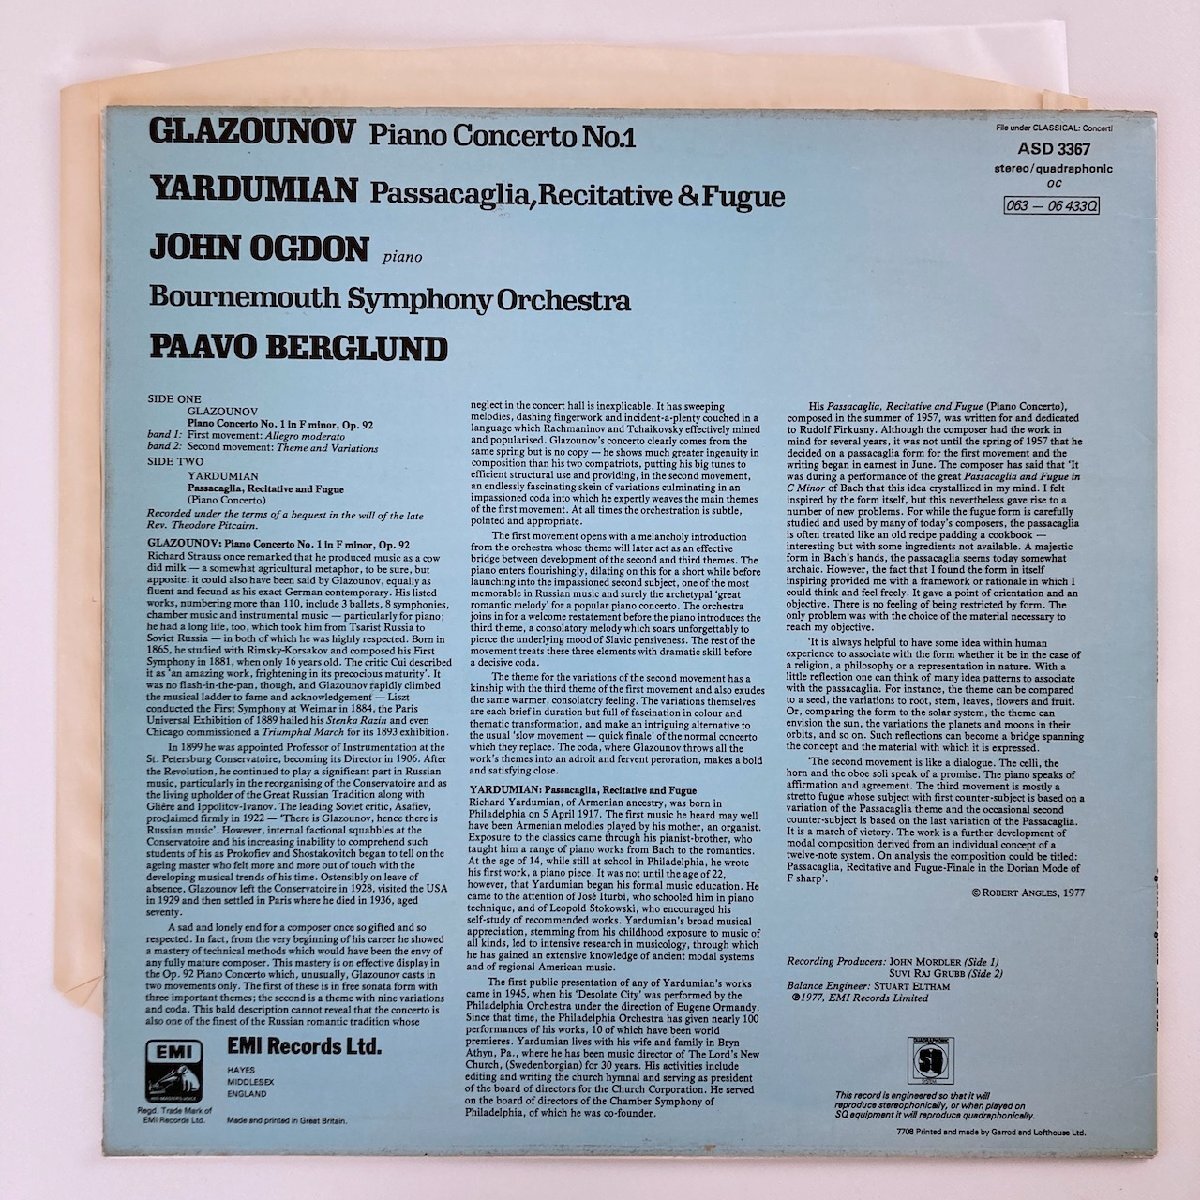 GLAZOUNOV Piano Concerto No.1
YARDUMIAN Passacaglia, Recitative & Fugue
JOHN OGDON piano
Bournemouth Symphony Orchestra
PAAVO BERGLUND
File under CLASSICAL: Concerti
ASD 3367
stereo/quadraphonic
OC
063 — 06 433Q
SIDE ONE
GLAZOUNOV
Piano Concerto No. 1 in F minor, Op. 92
band 1: First movement: Allegro moderato
band 2: Second movement: Theme and Variations
SIDE TWO
YARDUMIAN
Passacaglia, Recitative and Fugue
(Piano Concerto)
Recorded under the terms of a bequest in the will of the late
Rev. Theodore Pitcairn.
GLAZOUNOV: Piano Concerto No. 1 in F minor, Op. 92
Richard Strauss once remarked that he produced music as a cow
did milk — a somewhat agricultural metaphor, to be sure, but
apposite: it could also have been said by Glazounov, equally as
fluent and fecund as his exact German contemporary. His listed
works, numbering more than 110, include 3 ballets, 8 symphonies,
chamber music and instrumental music — particularly for piano;
he had a long life, too, which took him from Tsarist Russia to
Soviet Russia — in both of which he was highly respected. Born in
1865, he studied with Rimsky-Korsakov and composed his First
Symphony in 1881, when only 16 years old. The critic Cui described
it as 'an amazing work, frightening in its precocious maturity'. It
was no flash-in-the-pan, though, and Glazounov rapidly climbed
the musical ladder to fame and acknowledgement — Liszt
conducted the First Symphony at Weimar in 1884, the Paris
Universal Exhibition of 1889 hailed his Stenka Razin and even
Chicago commissioned a Triumphal March for its 1893 exhibition.
In 1899 he was appointed Professor of Instrumentation at the
St. Petersburg Conservatoire, becoming its Director in 1906. After
the Revolution, he continued to play a significant part in Russian
music, particularly in the reorganising of the Conservatoire and as
the living upholder of the Great Russian Tradition along with
Glière and Ippolitov-Ivanov. The leading Soviet critic, Asafiev,
proclaimed firmly in 1922 — 'There is Glazounov, hence there is
Russian music'. However, internal factional squabbles at the
Conservatoire and his increasing inability to comprehend such
students of his as Prokofiev and Shostakovitch began to tell on the
ageing master who felt more and more out of touch with the
developing musical trends of his time. Ostensibly on leave of
absence, Glazounov left the Conservatoire in 1928, visited the USA
in 1929 and then settled in Paris where he died in 1936, aged
seventy.
A sad and lonely end for a composer once so gifted and so
respected. In fact, from the very beginning of his career he showed
a mastery of technical methods which would have been the envy of
any fully mature composer. This mastery is on effective display in
the Op. 92 Piano Concerto which, unusually, Glazounov casts in
two movements only. The first of these is in free sonata form with
three important themes; the second is a theme with nine variations
and coda. This bald description cannot reveal that the concerto is
also one of the finest of the Russian romantic tradition whose
neglect in the concert hall is inexplicable. It has sweeping
melodies, dashing fingerwork and incident-a-plenty couched in a
language which Rachmaninov and Tchaikovsky effectively mined
and popularised. Glazounov's concerto clearly comes from the
same spring but is no copy — he shows much greater ingenuity in
composition than his two compatriots, putting his big tunes to
efficient structural use and providing, in the second movement,
an endlessly fascinating skein of variations culminating in an
impassioned coda into which he expertly weaves the main themes
of the first movement. At all times the orchestration is subtle,
pointed and appropriate.
The first movement opens with a melancholy introduction
from the orchestra whose theme will later act as an effective
bridge between development of the second and third themes. The
piano enters flourishingly, dilating on this for a short while before
launching into the impassioned second subject, one of the most
memorable in Russian music and surely the archetypal 'great
romantic melody' for a popular piano concerto. The orchestra
joins in for a welcome restatement before the piano introduces the
third theme, a consolatory melody which soars unforgettably to
pierce the underlying mood of Slavic pensiveness. The rest of the
movement treats these three elements with dramatic skill before
a decisive coda.
The theme for the variations of the second movement has a
kinship with the third theme of the first movement and also exudes
the same warmer, consolatory feeling. The variations themselves
are each brief in duration but full of fascination in colour and
thematic transformation, and make an intriguing alternative to
the usual 'slow movement — quick finale' of the normal concerto
which they replace. The coda, where Glazounov throws all the
work's themes into an adroit and fervent peroration, makes a bold
and satisfying close.
YARDUMIAN: Passacaglia, Recitative and Fugue
Richard Yardumian, of Armenian ancestry, was born in
Philadelphia on 5 April 1917. The first music he heard may well
have been Armenian melodies played by his mother, an organist.
Exposure to the classics came through his pianist-brother, who
taught him a range of piano works from Bach to the romantics.
At the age of 14, while still at school in Philadelphia, he wrote
his first work, a piano piece. It was not until the age of 22,
however, that Yardumian began his formal music education. He
came to the attention of José Iturbi, who schooled him in piano
technique, and of Leopold Stokowski, who encouraged his
self-study of recommended works. Yardumian's broad musical
appreciation, stemming from his childhood exposure to music of
all kinds, led to intensive research in musicology, through which
he has gained an extensive knowledge of ancient modal systems
and of regional American music.
The first public presentation of any of Yardumian's works
came in 1945, when his 'Desolate City' was performed by the
Philadelphia Orchestra under the direction of Eugene Ormandy.
Since that time, the Philadelphia Orchestra has given nearly 100
performances of his works, 10 of which have been world
premieres. Yardumian lives with his wife and family in Bryn
Athyn, Pa., where he has been music director of The Lord's New
Church, (Swedenborgian) for 30 years. His activities include
editing and writing the church hymnal and serving as president
of the board of directors for the Church Corporation. He served
on the board of directors of the Chamber Symphony of
Philadelphia, of which he was co-founder.
His Passacaglia, Recitative and Fugue (Piano Concerto),
composed in the summer of 1957, was written for and dedicated
to Rudolf Firkusny. Although the composer had the work in
mind for several years, it was not until the spring of 1957 that he
decided on a passacaglia form for the first movement and the
writing began in earnest in June. The composer has said that 'It
was during a performance of the great Passacaglia and Fugue in
C Minor of Bach that this idea crystallized in my mind. I felt
inspired by the form itself, but this nevertheless gave rise to a
number of new problems. For while the fugue form is carefully
studied and used by many of today's composers, the passacaglia
is often treated like an old recipe padding a cookbook —
interesting but with some ingredients not available. A majestic
form in Bach's hands, the passacaglia seems today somewhat
archaic. However, the fact that I found the form in itself
inspiring provided me with a framework or rationale in which I
could think and feel freely. It gave a point of orientation and an
objective. There is no feeling of being restricted by form. The
only problem was with the choice of the material necessary to
reach my objective.
'It is always helpful to have some idea within human
experience to associate with the form whether it be in the case of
a religion, a philosophy or a representation in nature. With a
little reflection one can think of many idea patterns to associate
with the passacaglia. For instance, the theme can be compared
to a seed, the variations to root, stem, leaves, flowers and fruit.
Or, comparing the form to the solar system, the theme can
envision the sun, the variations the planets and moons in their
orbits, and so on. Such reflections can become a bridge spanning
the concept and the material with which it is expressed.
'The second movement is like a dialogue. The celli, the
horn and the oboe soli speak of a promise. The piano speaks of
affirmation and agreement. The third movement is mostly a
stretto fugue whose subject with first counter-subject is based on a
variation of the Passacaglia theme and the occasional second
counter-subject is based on the last variation of the Passacaglia.
It is a march of victory. The work is a further development of
modal composition derived from an individual concept of a
twelve-note system. On analysis the composition could be titled:
Passacaglia, Recitative and Fugue-Finale in the Dorian Mode of
F sharp'.
© ROBERT ANGLES, 1977
Recording Producers: JOHN MORDLER (Side 1)
SUVI RAJ GRUBB (Side 2)
Balance Engineer: STUART ELTHAM
℗ 1977, EMI Records Limited
EMI
HIS MASTER'S VOICE
Regd. Trade Mark of
EMI Records Ltd.
EMI Records Ltd.
HAYES
MIDDLESEX
ENGLAND
Made and printed in Great Britain.
QUADRAPHONIC
SQ
This record is engineered so that it will
reproduce stereophonically, or when played on
SQ equipment it will reproduce quadraphonically.
7708 Printed and made by Garrod and Lofthouse Ltd.